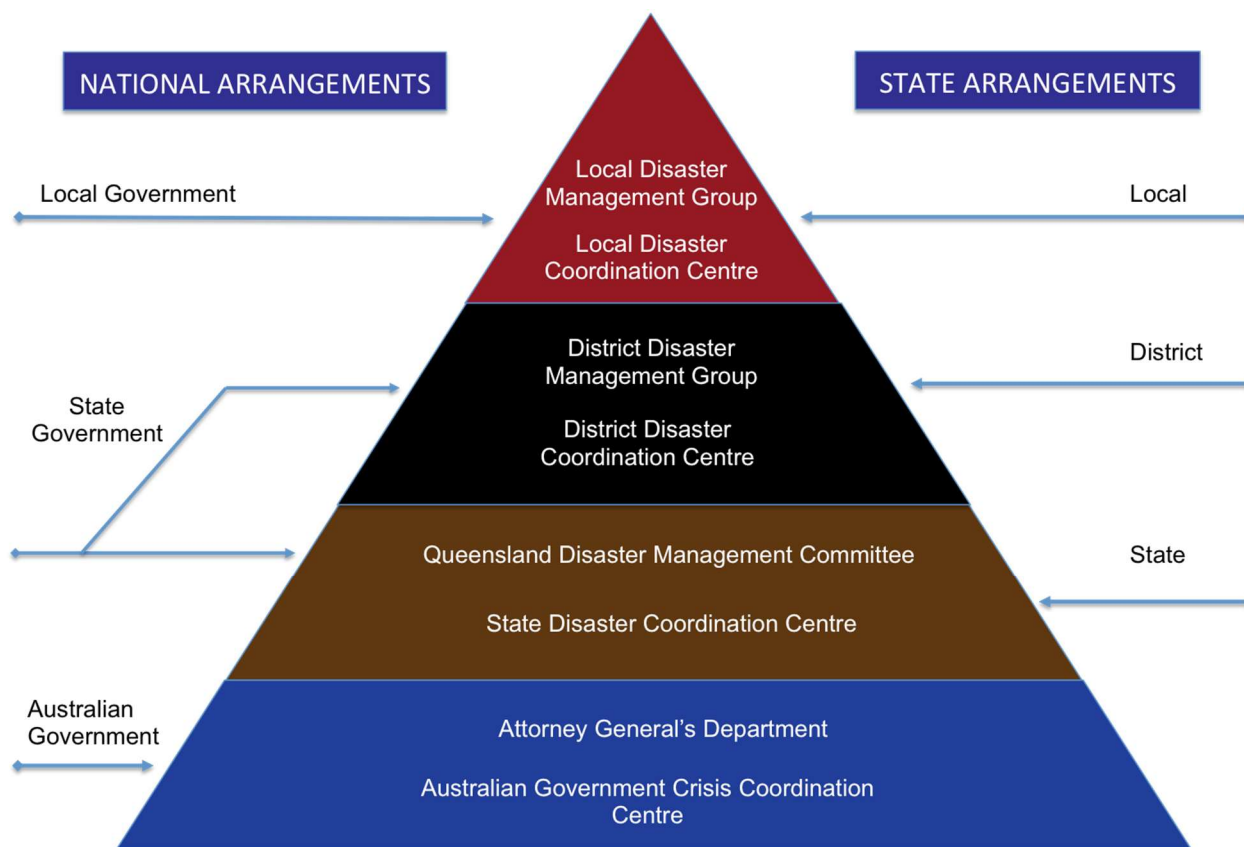 NATIONAL ARRANGEMENTS
STATE ARRANGEMENTS
Local Government
Local Disaster
Management Group
Local Disaster
Coordination Centre
Local
State
Government
District Disaster
Management Group
District Disaster
Coordination Centre
District
Queensland Disaster Management Committee
State Disaster Coordination Centre
State
Australian
Government
Attorney General’s Department
Australian Government Crisis Coordination
Centre